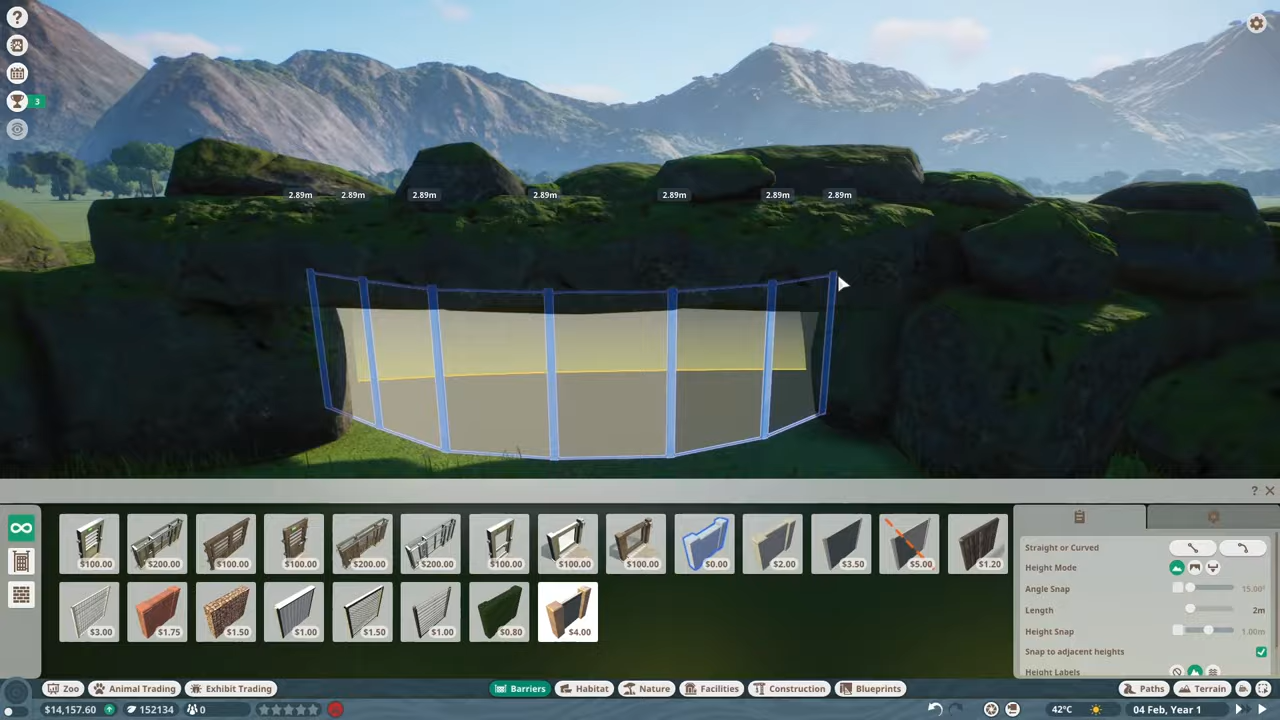 ?
3
2.89m 2.89m 2.89m 2.89m 2.89m 2.89m 2.89m
?
$100.00 $200.00 $100.00 $100.00 $200.00 $200.00 $100.00 $100.00 $100.00 $0.00 $2.00 $3.50 $5.00 $1.20
$3.00 $1.75 $1.50 $1.00 $1.50 $1.00 $0.80 $4.00
Straight or Curved
Height Mode
Angle Snap 15.00°
Length 2m
Height Snap 1.00m
Snap to adjacent heights
Height Labels
Zoo Animal Trading Exhibit Trading Barriers Habitat Nature Facilities Construction Blueprints Paths Terrain
$14,157.60 152134 0 42°C 04 Feb, Year 1